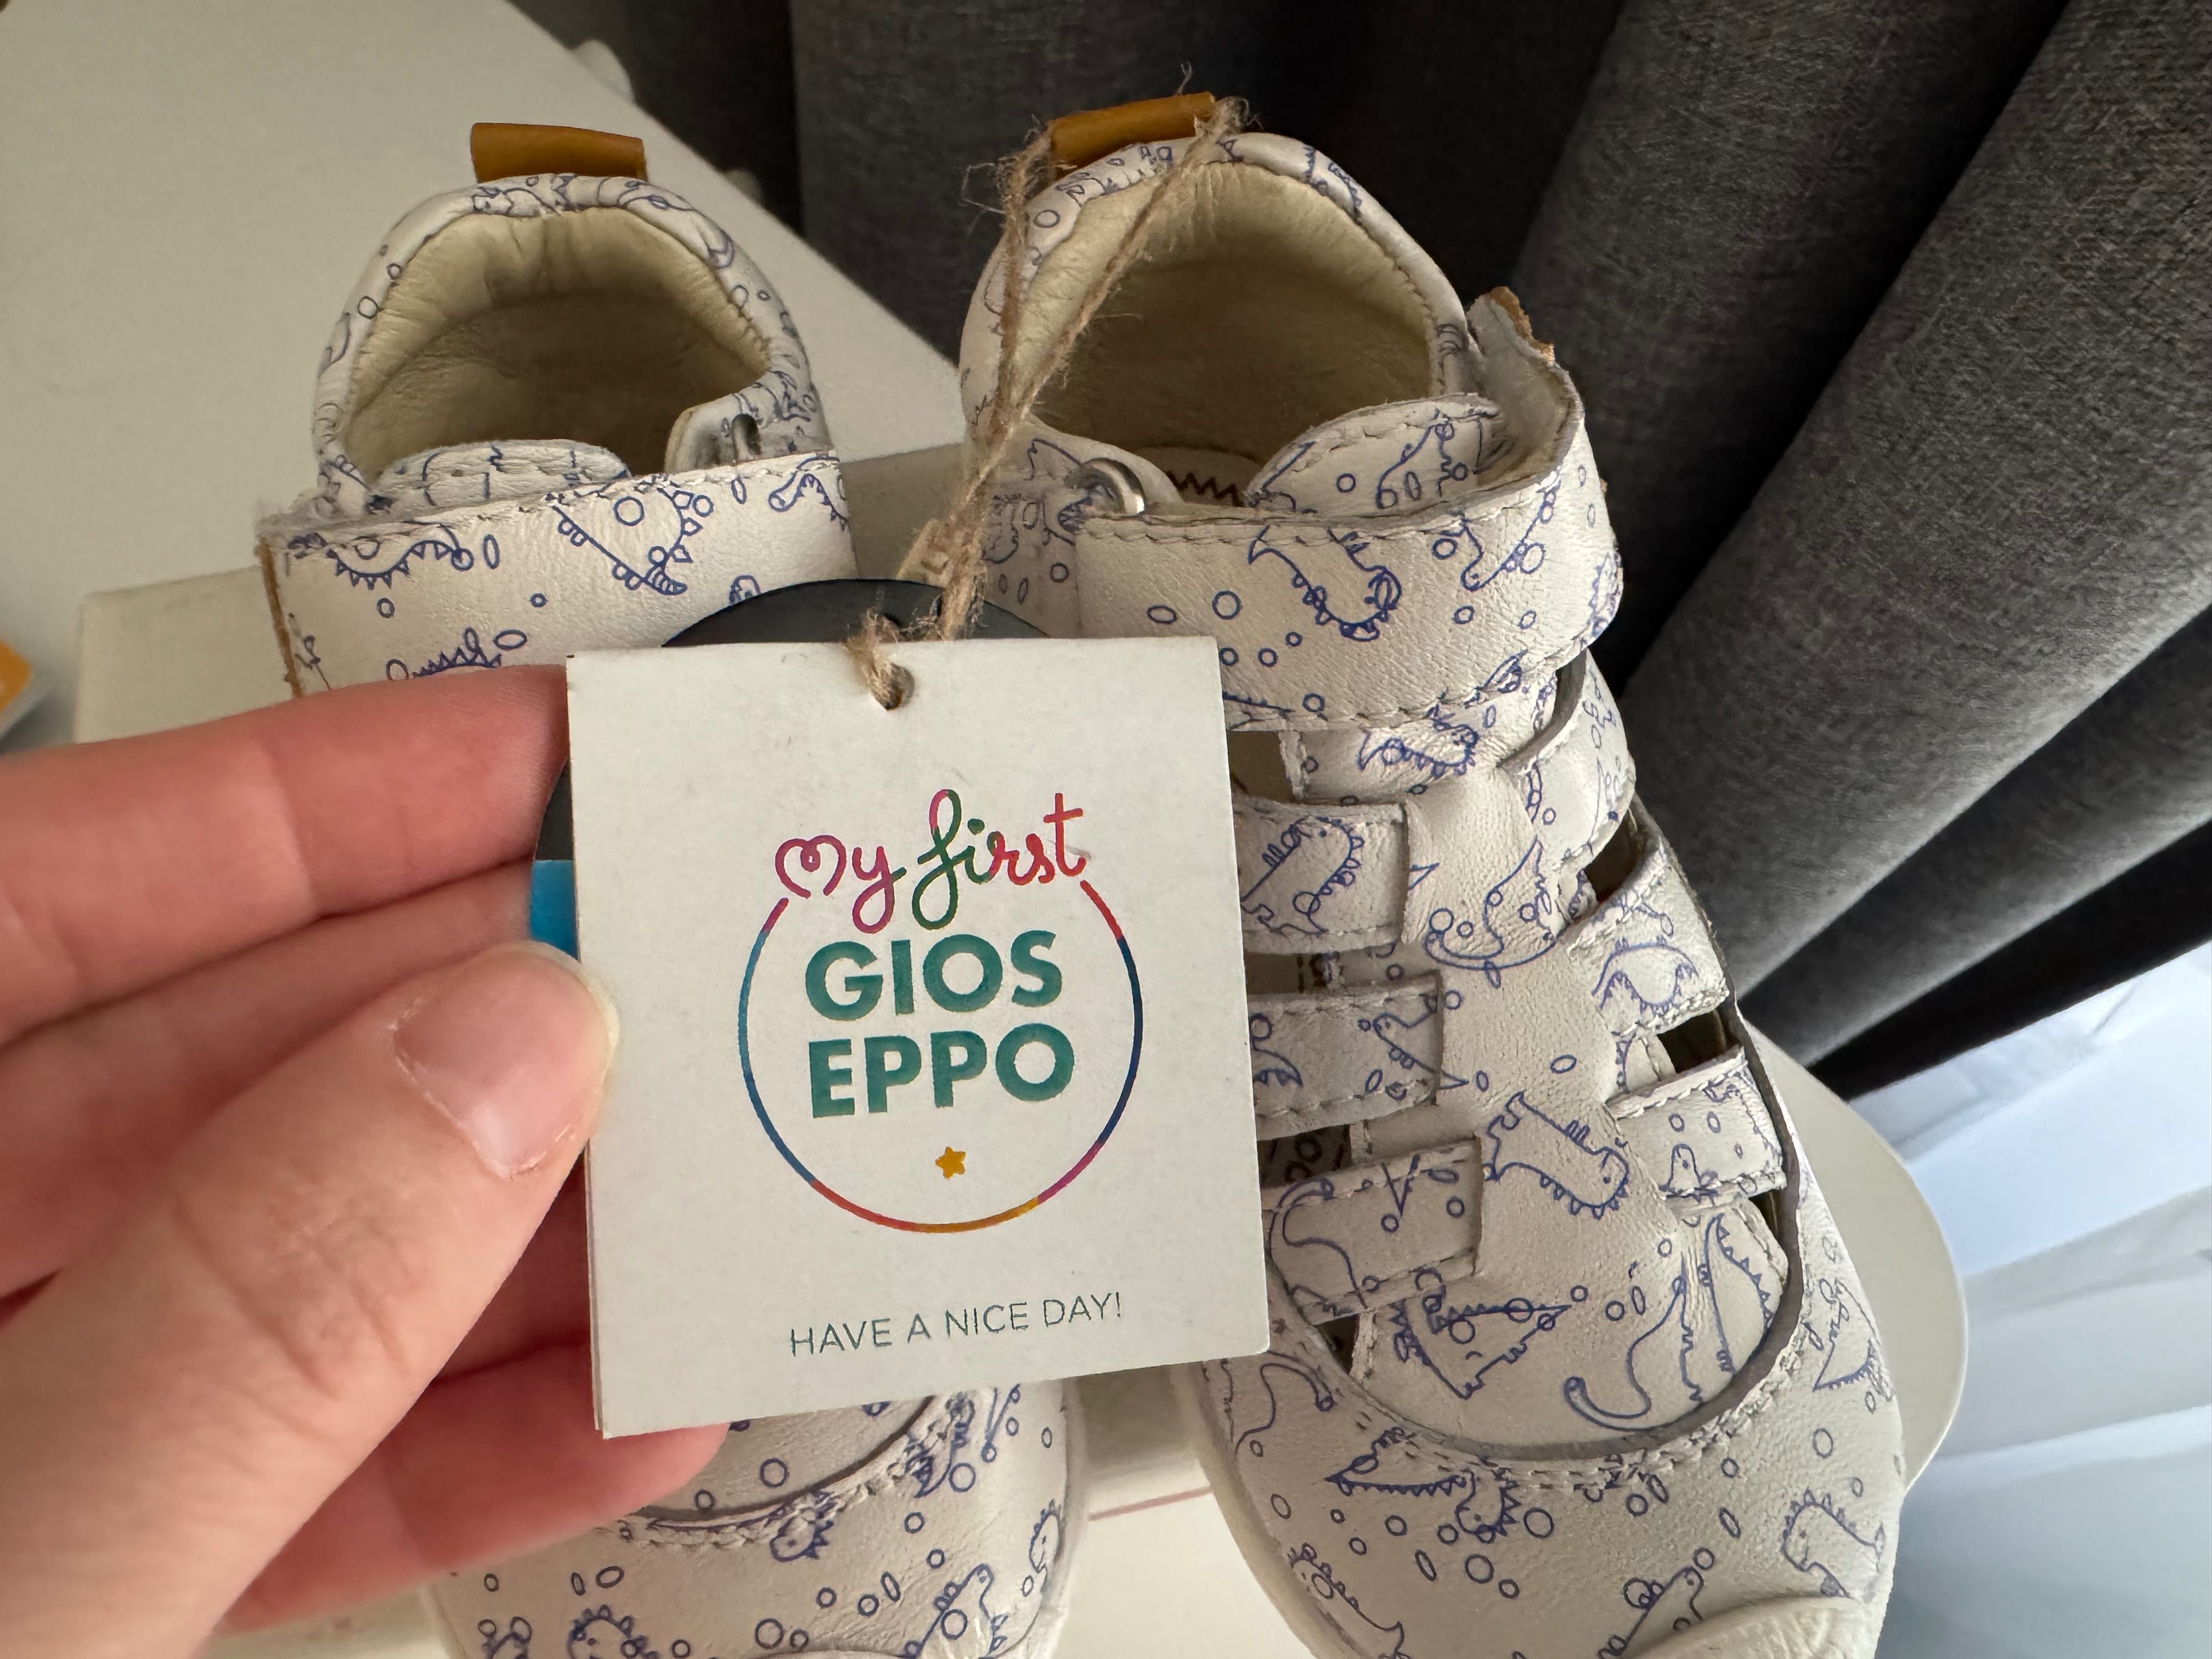 my first
GIOS
EPPO
HAVE A NICE DAY!